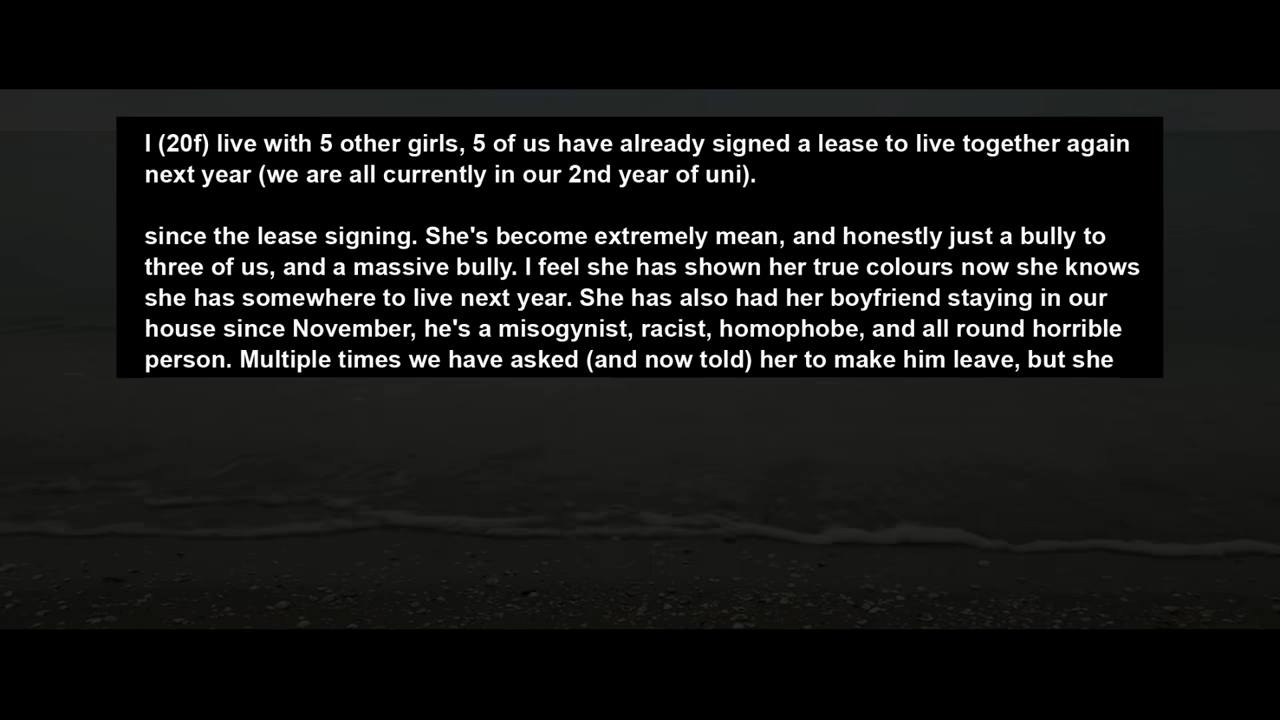 I (20f) live with 5 other girls, 5 of us have already signed a lease to live together again
next year (we are all currently in our 2nd year of uni).
since the lease signing. She's become extremely mean, and honestly just a bully to
three of us, and a massive bully. I feel she has shown her true colours now she knows
she has somewhere to live next year. She has also had her boyfriend staying in our
house since November, he's a misogynist, racist, homophobe, and all round horrible
person. Multiple times we have asked (and now told) her to make him leave, but she